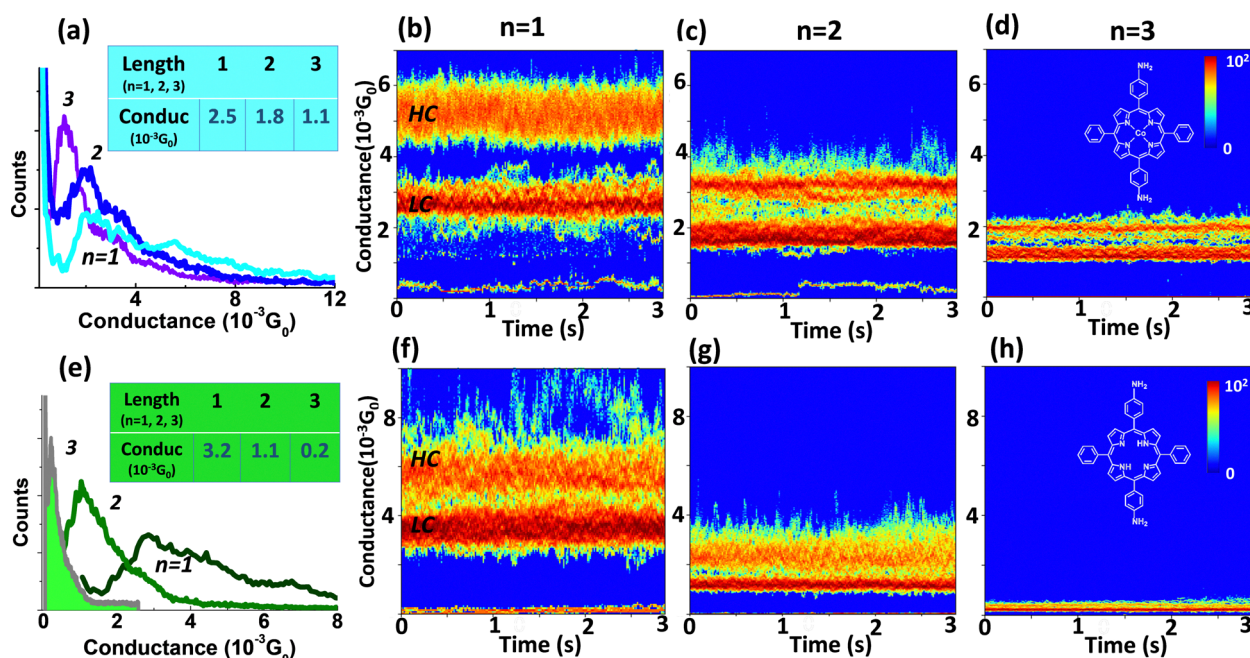 (a)
Length 1 2 3
(n=1, 2, 3)
Conduc 2.5 1.8 1.1
(10⁻³G₀)
3
2
n=1
Counts
4 8 12
Conductance (10⁻³G₀)
(b) n=1
Conductance(10⁻³G₀)
6
4
2
0
HC
LC
0 1 2 3
Time (s)
(c) n=2
6
4
2
0
0 1 2 3
Time (s)
(d) n=3
6
4
2
0 1 2 3
Time (s)
NH₂
N N
Co
N N
NH₂
10²
0
(e)
Length 1 2 3
(n=1, 2, 3)
Conduc 3.2 1.1 0.2
(10⁻³G₀)
3
2
n=1
Counts
0 2 4 6 8
Conductance (10⁻³G₀)
(f)
Conductance(10⁻³G₀)
8
4
0
HC
LC
0 1 2 3
Time (s)
(g)
8
4
0
0 1 2 3
Time (s)
(h)
8
4
0
0 1 2 3
Time (s)
NH₂
N HN
NH N
NH₂
10²
0